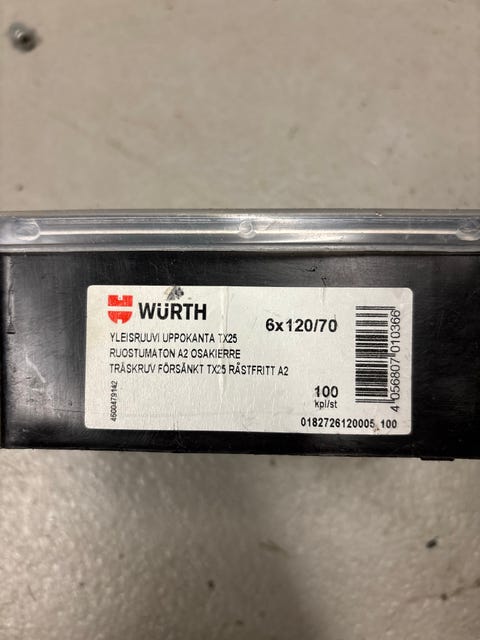 WÜRTH
6x120/70
YLEISRUUVI UPPOKANTA TX25
RUOSTUMATON A2 OSAKIERRE
TRÄSKRUV FÖRSÄNKT TX25 RÄSTFRITT A2
100
kpl/st
4600479142
0182726120005 100
4 056807 010366